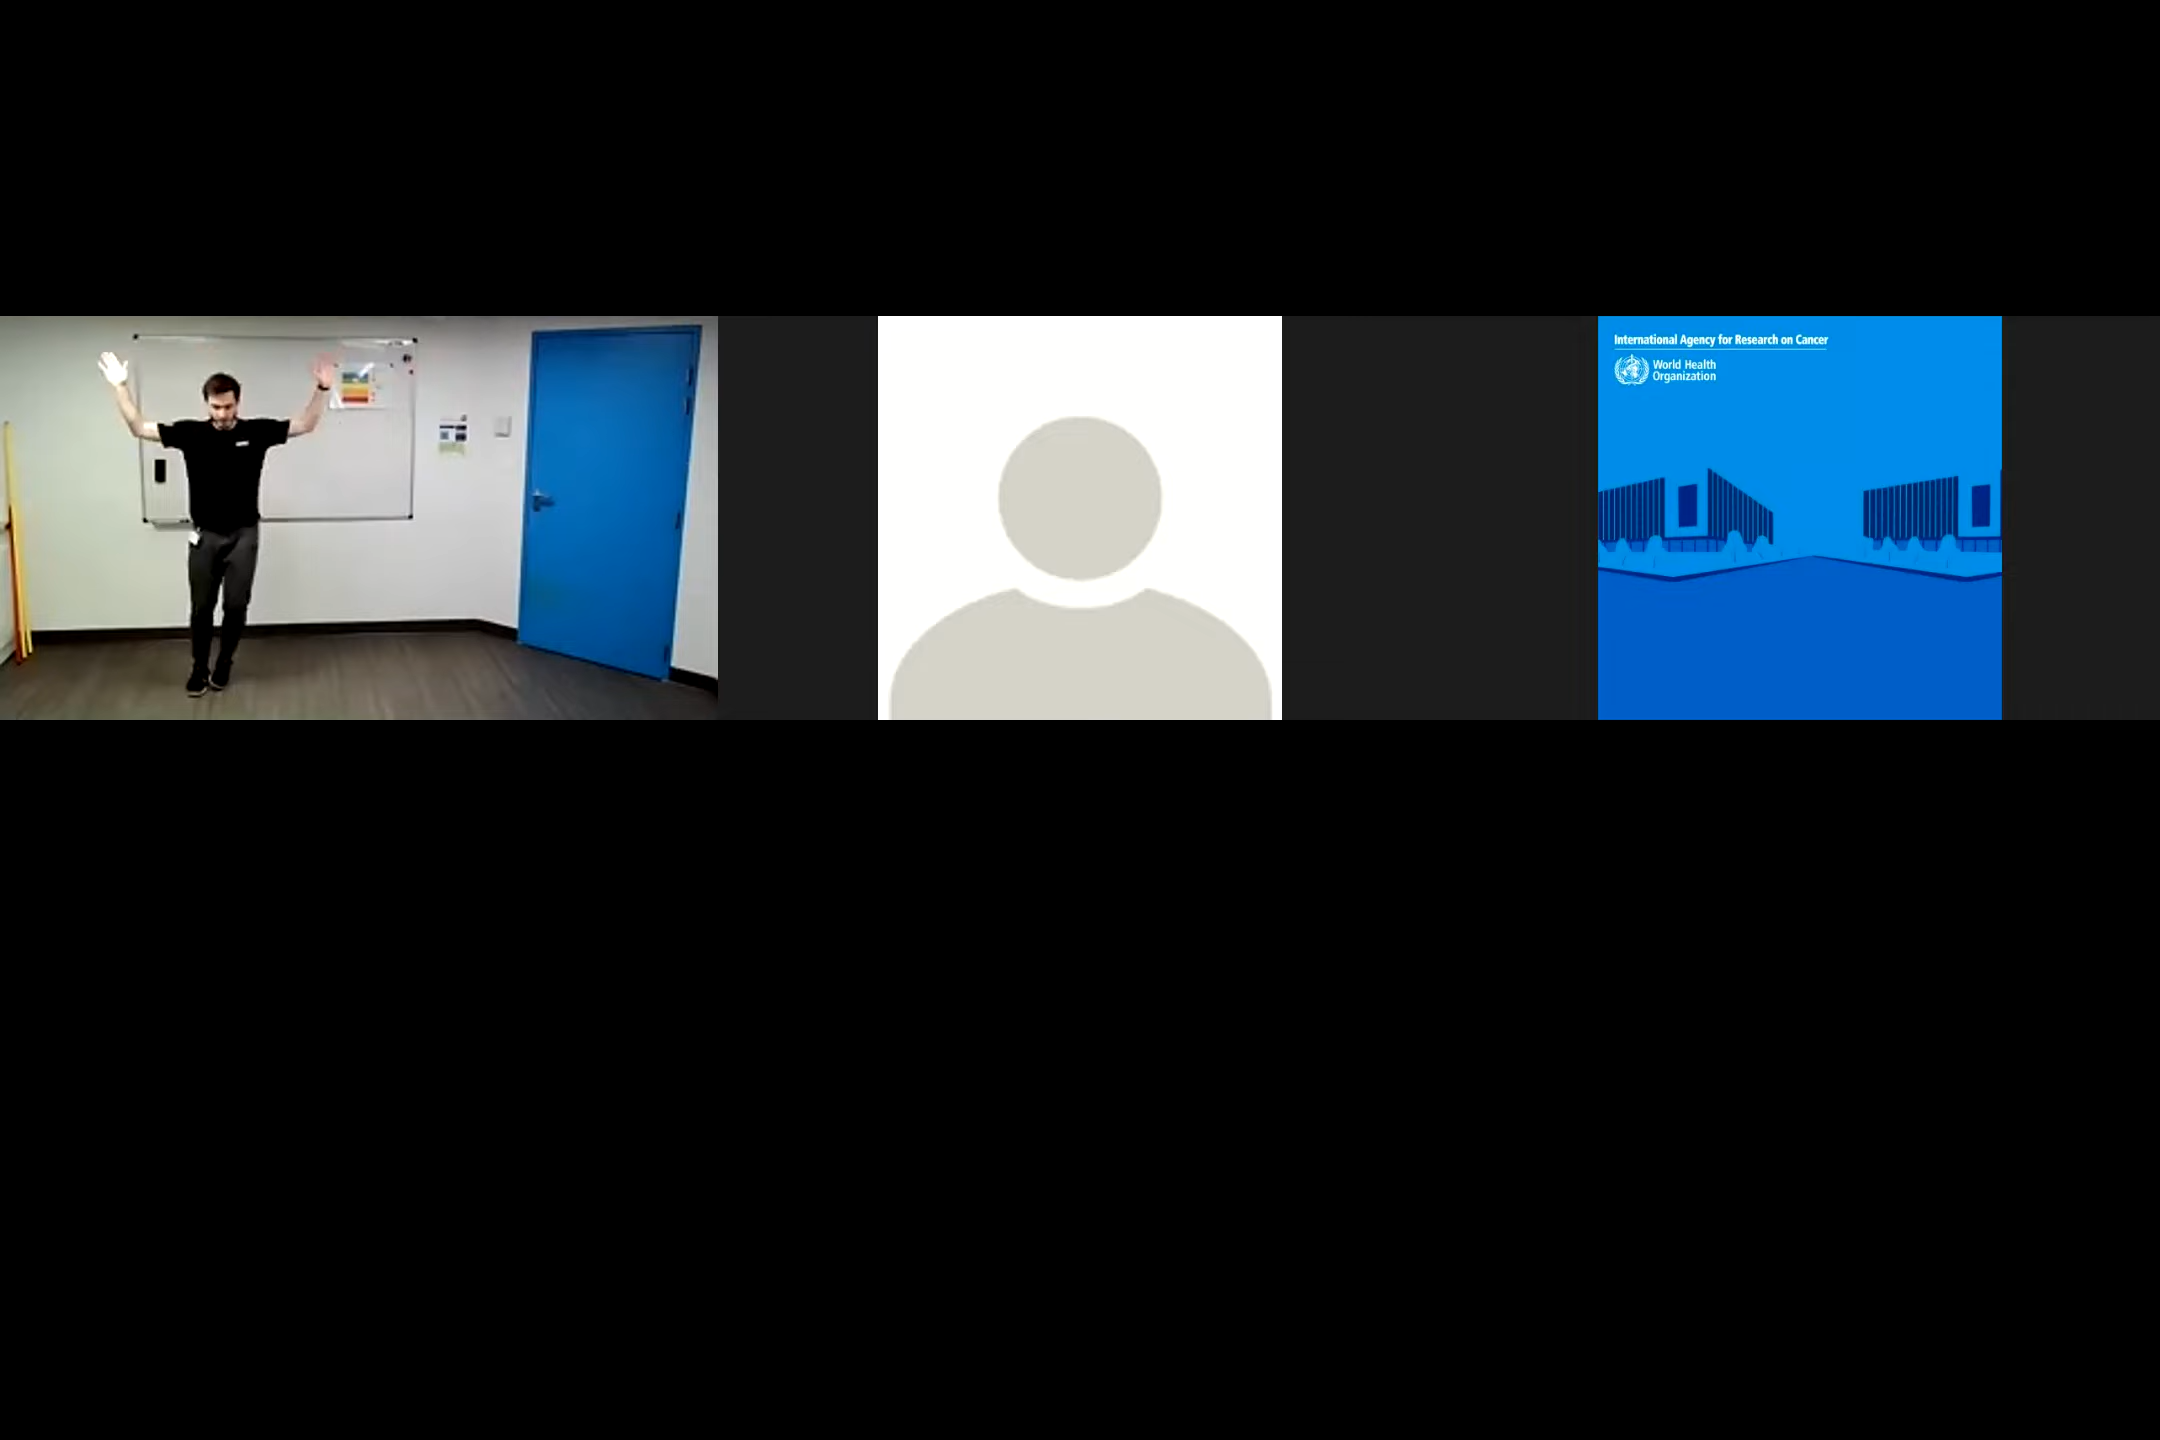 International Agency for Research on Cancer
World Health
Organization